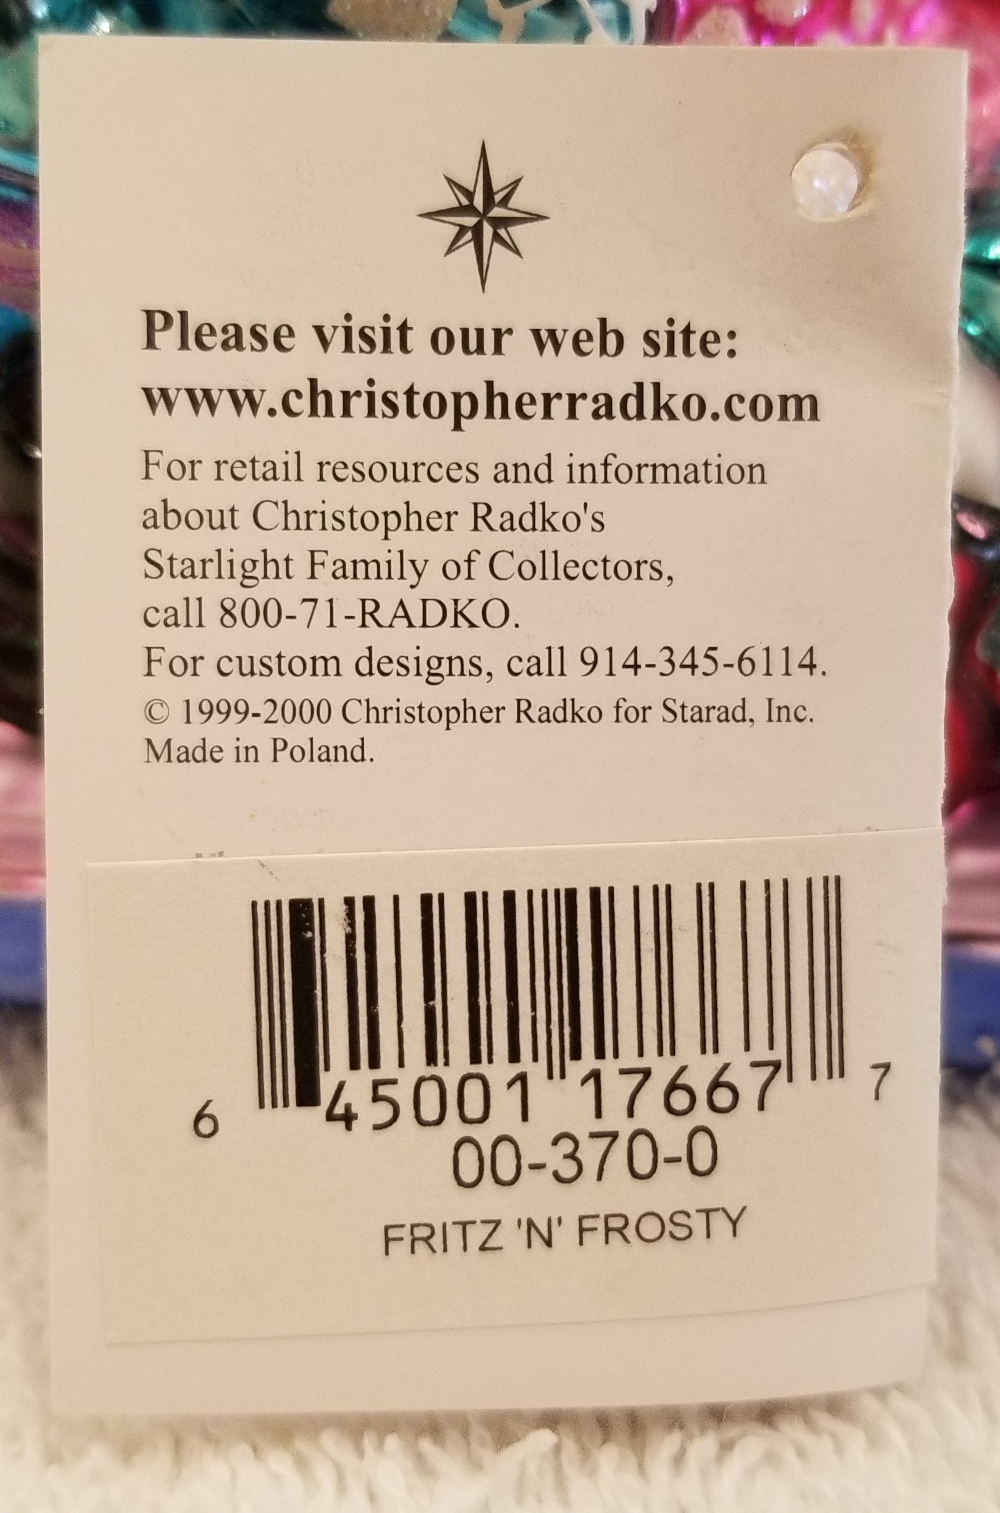 Please visit our web site:
www.christopherradko.com
For retail resources and information
about Christopher Radko's
Starlight Family of Collectors,
call 800-71-RADKO.
For custom designs, call 914-345-6114.
© 1999-2000 Christopher Radko for Starad, Inc.
Made in Poland.
6 45001 17667 7
00-370-0
FRITZ 'N' FROSTY